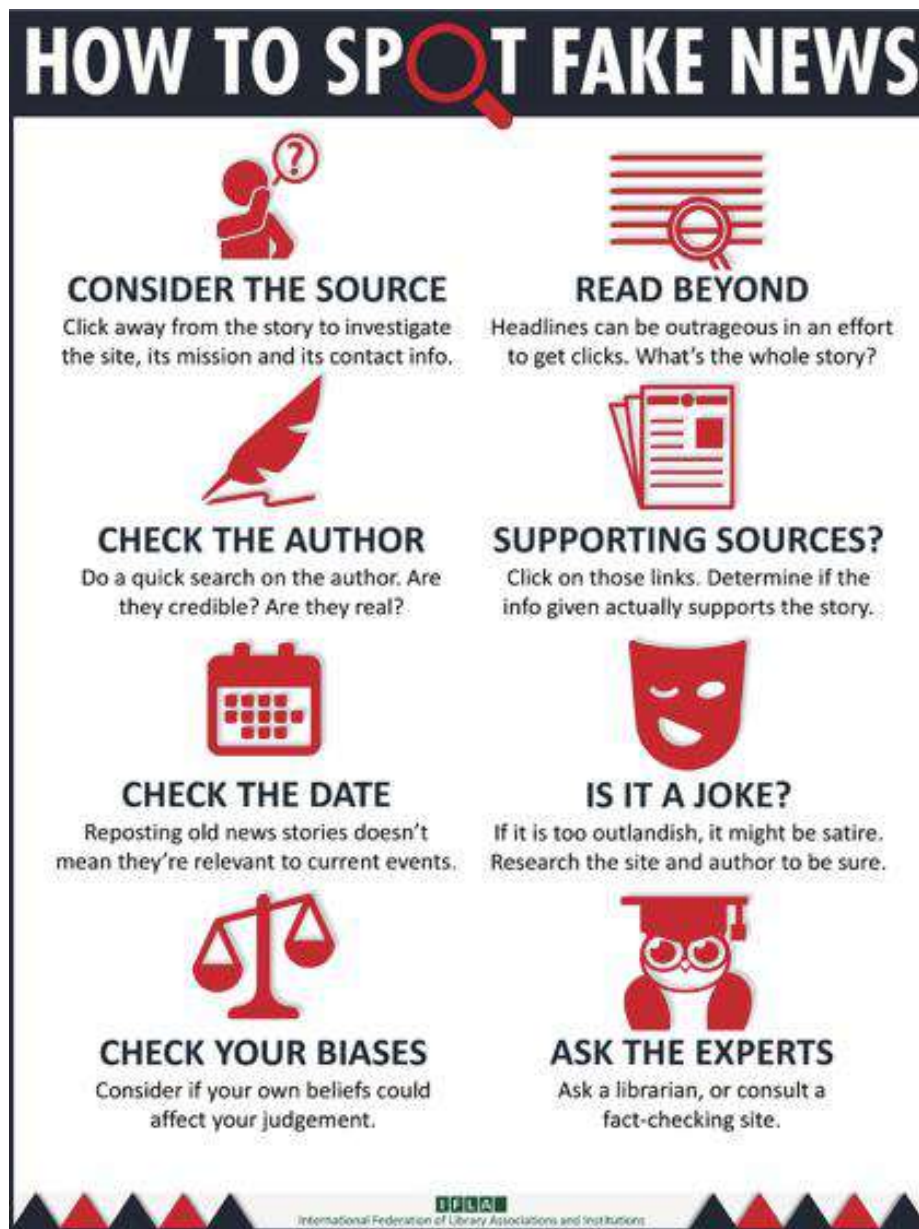 HOW TO SPOT FAKE NEWS
?
CONSIDER THE SOURCE
Click away from the story to investigate
the site, its mission and its contact info.
READ BEYOND
Headlines can be outrageous in an effort
to get clicks. What's the whole story?
CHECK THE AUTHOR
Do a quick search on the author. Are
they credible? Are they real?
SUPPORTING SOURCES?
Click on those links. Determine if the
info given actually supports the story.
CHECK THE DATE
Reposting old news stories doesn't
mean they're relevant to current events.
IS IT A JOKE?
If it is too outlandish, it might be satire.
Research the site and author to be sure.
CHECK YOUR BIASES
Consider if your own beliefs could
affect your judgement.
ASK THE EXPERTS
Ask a librarian, or consult a
fact-checking site.
IFLA
International Federation of Library Associations and Institutions